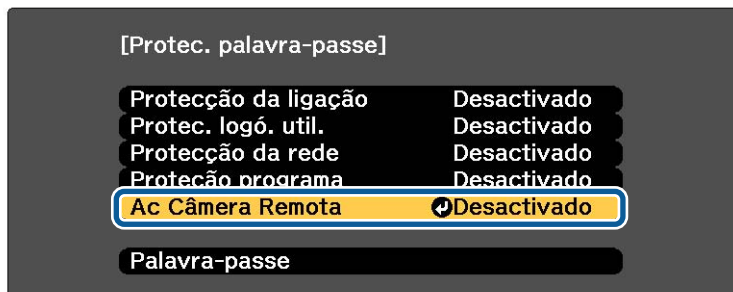 [Protec. palavra-passe]
Protecção da ligação Desactivado
Protec. logó. util. Desactivado
Protecção da rede Desactivado
Proteção programa Desactivado
Ac Câmera Remota Desactivado
Palavra-passe